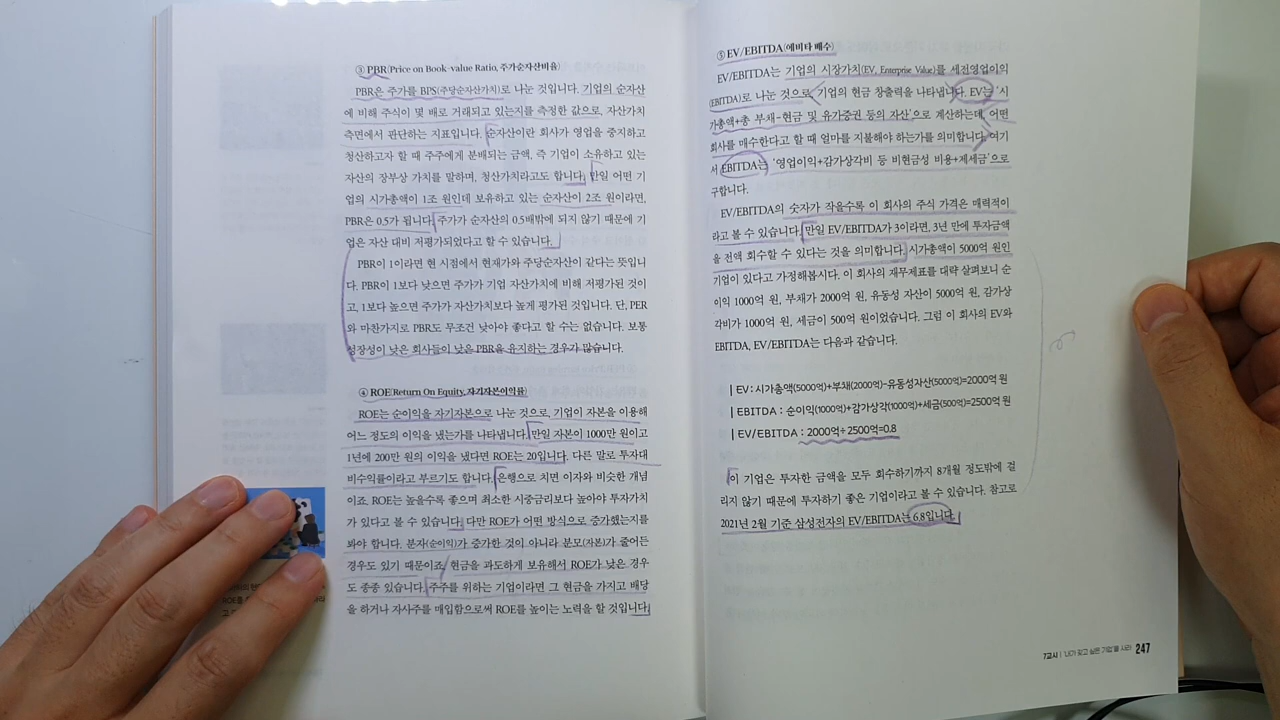 ③ PBR(Price on Book-value Ratio, 주가순자산비율)
PBR은 주가를 BPS(주당순자산가치)로 나눈 것입니다. 기업의 순자산
에 비해 주식이 몇 배로 거래되고 있는지를 측정한 값으로, 자산가치
측면에서 판단하는 지표입니다. 순자산이란 회사가 영업을 중지하고
청산하고자 할 때 주주에게 분배되는 금액, 즉 기업이 소유하고 있는
자산의 장부상 가치를 말하며, 청산가치라고도 합니다. 만일 어떤 기
업의 시가총액이 1조 원인데 보유하고 있는 순자산이 2조 원이라면,
PBR은 0.5가 됩니다. 주가가 순자산의 0.5배밖에 되지 않기 때문에 기
업은 자산 대비 저평가되었다고 할 수 있습니다.
PBR이 1이라면 현 시점에서 현재가와 주당순자산이 같다는 뜻입니
다. PBR이 1보다 낮으면 주가가 기업 자산가치에 비해 저평가된 것이
고, 1보다 높으면 주가가 자산가치보다 높게 평가된 것입니다. 단, PER
와 마찬가지로 PBR도 무조건 낮아야 좋다고 할 수는 없습니다. 보통
성장성이 낮은 회사들이 낮은 PBR을 유지하는 경우가 많습니다.
④ ROE(Return On Equity, 자기자본이익률)
ROE는 순이익을 자기자본으로 나눈 것으로, 기업이 자본을 이용해
어느 정도의 이익을 냈는가를 나타냅니다. 만일 자본이 1000만 원이고
1년에 200만 원의 이익을 냈다면 ROE는 20입니다. 다른 말로 투자대
비수익률이라고 부르기도 합니다. 은행으로 치면 이자와 비슷한 개념
이죠. ROE는 높을수록 좋으며 최소한 시중금리보다 높아야 투자가치
가 있다고 볼 수 있습니다. 다만 ROE가 어떤 방식으로 증가했는지를
봐야 합니다. 분자(순이익)가 증가한 것이 아니라 분모(자본)가 줄어든
경우도 있기 때문이죠. 현금을 과도하게 보유해서 ROE가 낮은 경우
도 종종 있습니다. 주주를 위하는 기업이라면 그 현금을 가지고 배당
을 하거나 자사주를 매입함으로써 ROE를 높이는 노력을 할 것입니다.
⑤ EV/EBITDA(에비타 배수)
EV/EBITDA는 기업의 시장가치(EV, Enterprise Value)를 세전영업이익
(EBITDA)로 나눈 것으로, 기업의 현금 창출력을 나타냅니다. EV는 '시
가총액+총 부채-현금 및 유가증권 등의 자산'으로 계산하는데, 어떤
회사를 매수한다고 할 때 얼마를 지불해야 하는가를 의미합니다. 여기
서 EBITDA는 '영업이익+감가상각비 등 비현금성 비용+제세금'으로
구합니다.
EV/EBITDA의 숫자가 작을수록 이 회사의 주식 가격은 매력적이
라고 볼 수 있습니다. 만일 EV/EBITDA가 3이라면, 3년 만에 투자금액
을 전액 회수할 수 있다는 것을 의미합니다. 시가총액이 5000억 원인
기업이 있다고 가정해봅시다. 이 회사의 재무제표를 대략 살펴보니 순
이익 1000억 원, 부채가 2000억 원, 유동성 자산이 5000억 원, 감가상
각비가 1000억 원, 세금이 500억 원이었습니다. 그럼 이 회사의 EV와
EBITDA, EV/EBITDA는 다음과 같습니다.
| EV : 시가총액(5000억)+부채(2000억)-유동성자산(5000억)=2000억 원
| EBITDA : 순이익(1000억)+감가상각(1000억)+세금(500억)=2500억 원
| EV/EBITDA : 2000억÷2500억=0.8
이 기업은 투자한 금액을 모두 회수하기까지 8개월 정도밖에 걸
리지 않기 때문에 투자하기 좋은 기업이라고 볼 수 있습니다. 참고로
2021년 2월 기준 삼성전자의 EV/EBITDA는 6.8입니다.
7교시 | '내가 갖고 싶은 기업'을 사라 247